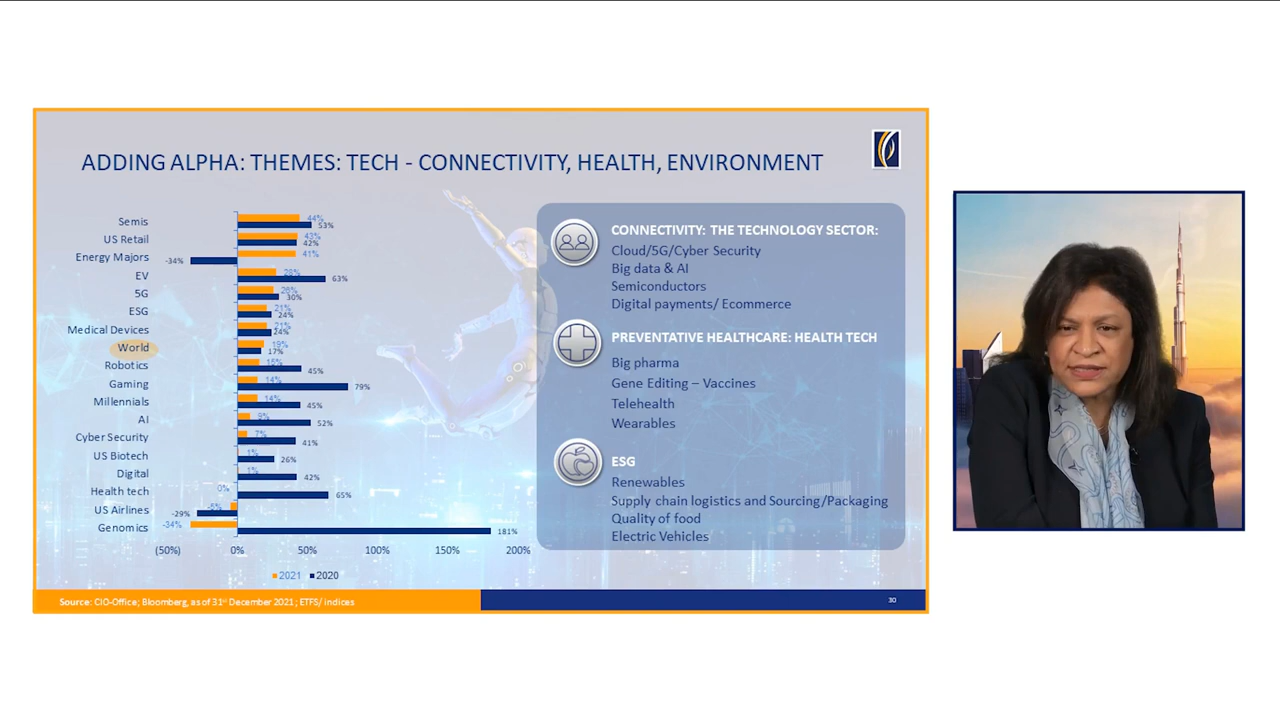 ADDING ALPHA: THEMES: TECH - CONNECTIVITY, HEALTH, ENVIRONMENT
Semis 44% 53%
US Retail 43% 42%
Energy Majors -34% 41%
EV 28% 63%
5G 26% 30%
ESG 21% 24%
Medical Devices 21% 24%
World 19% 17%
Robotics 15% 45%
Gaming 14% 79%
Millennials 14% 45%
AI 9% 52%
Cyber Security 7% 41%
US Biotech 1% 26%
Digital 1% 42%
Health tech 0% 65%
US Airlines -29% -5%
Genomics -34% 181%
(50%) 0% 50% 100% 150% 200%
2021 2020
CONNECTIVITY: THE TECHNOLOGY SECTOR:
Cloud/5G/Cyber Security
Big data & AI
Semiconductors
Digital payments/ Ecommerce
PREVENTATIVE HEALTHCARE: HEALTH TECH
Big pharma
Gene Editing – Vaccines
Telehealth
Wearables
ESG
Renewables
Supply chain logistics and Sourcing/Packaging
Quality of food
Electric Vehicles
Source: CIO-Office; Bloomberg, as of 31st December 2021; ETFS/ indices
30